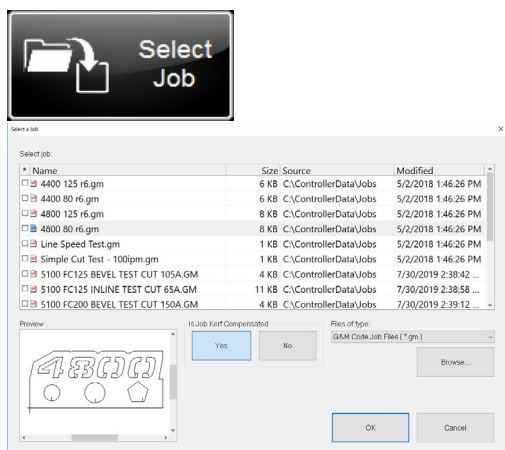 Select
Job
Select a Job
Select job:
* Name Size Source Modified
4400 125 r6.gm 6 KB C:\ControllerData\Jobs 5/2/2018 1:46:26 PM
4400 80 r6.gm 6 KB C:\ControllerData\Jobs 5/2/2018 1:46:26 PM
4800 125 r6.gm 8 KB C:\ControllerData\Jobs 5/2/2018 1:46:26 PM
4800 80 r6.gm 8 KB C:\ControllerData\Jobs 5/2/2018 1:46:26 PM
Line Speed Test.gm 1 KB C:\ControllerData\Jobs 5/2/2018 1:46:26 PM
Simple Cut Test - 100ipm.gm 1 KB C:\ControllerData\Jobs 5/2/2018 1:46:26 PM
5100 FC125 BEVEL TEST CUT 105A.GM 4 KB C:\ControllerData\Jobs 7/30/2019 2:38:42 ...
5100 FC125 INLINE TEST CUT 65A.GM 11 KB C:\ControllerData\Jobs 7/30/2019 2:38:58 ...
5100 FC200 BEVEL TEST CUT 150A.GM 4 KB C:\ControllerData\Jobs 7/30/2019 2:39:12 ...
Preview Is Job Kerf Compensated Files of type:
Yes No G&M Code Job Files ( *.gm )
Browse...
4800
OK Cancel